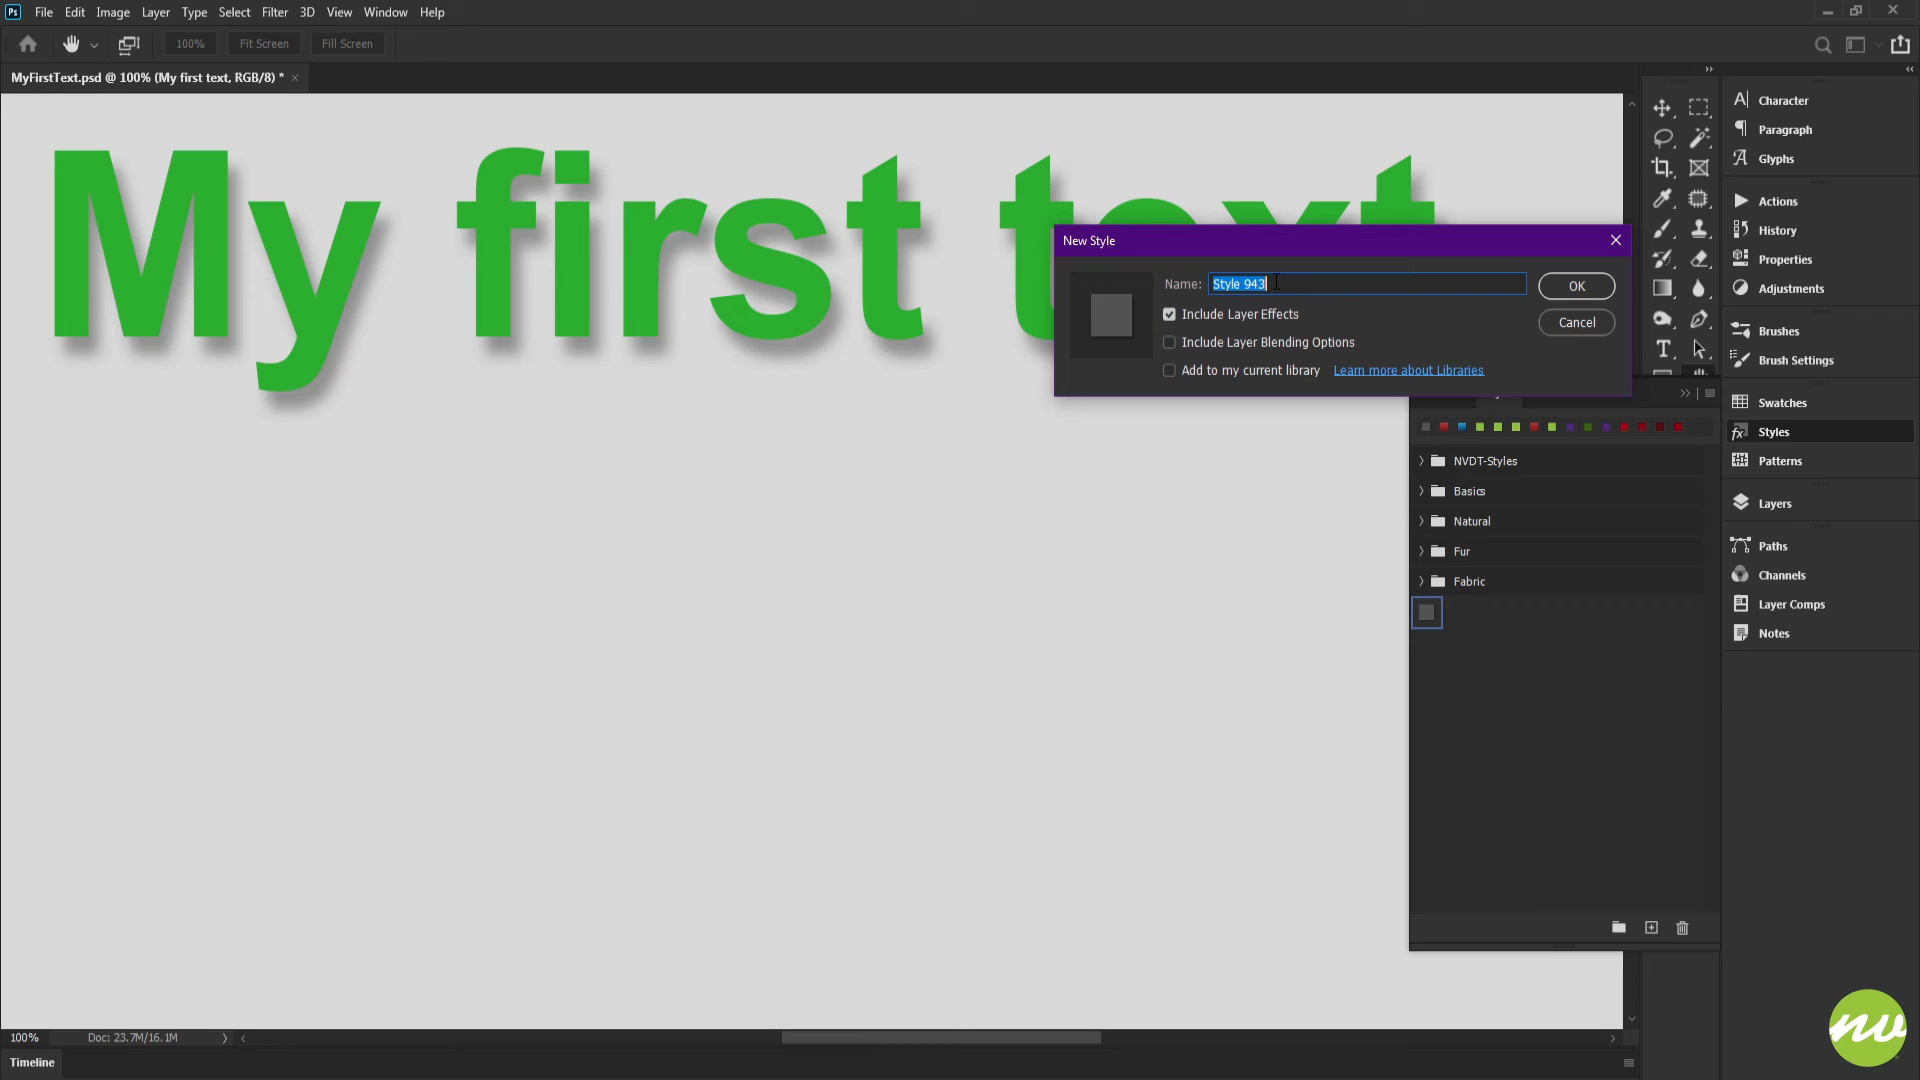 Ps File Edit Image Layer Type Select Filter 3D View Window Help
100% Fit Screen Fill Screen
MyFirstText.psd @ 100% (My first text, RGB/8) *
My first text
New Style
Name: Style 943
OK
Include Layer Effects
Cancel
Include Layer Blending Options
Add to my current library Learn more about Libraries
NVDT-Styles
Basics
Natural
Fur
Fabric
Character
Paragraph
Glyphs
Actions
History
Properties
Adjustments
Brushes
Brush Settings
Swatches
Styles
Patterns
Layers
Paths
Channels
Layer Comps
Notes
100% Doc: 23.7M/16.1M
Timeline
nv